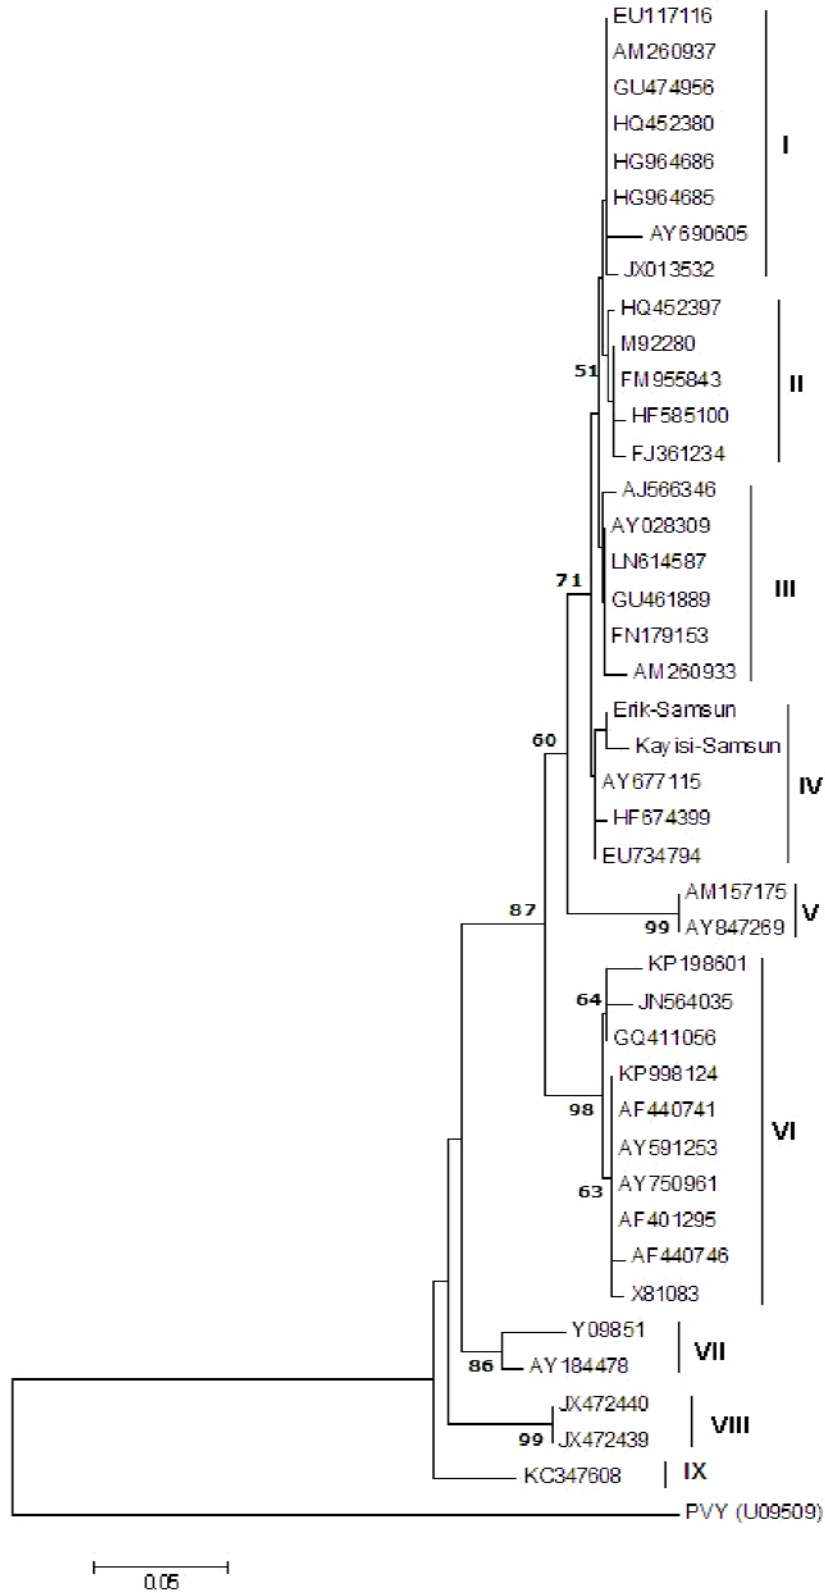 EU117116
AM260937
GU474956
HQ452380
I
HG964686
HG964685
AY690605
JX013532
HQ452397
M92280
51
FM955843
II
HF585100
FJ361234
AJ566346
AY028309
LN614587
71
III
GU461889
FN179153
AM260933
Erik-Samsun
60
Kayisi-Samsun
AY677115
IV
HF674399
EU734794
AM157175
87
V
99
AY847269
KP198601
64
JN564035
GQ411056
KP998124
98
AF440741
VI
AY591253
AY750961
63
AF401295
AF440746
X81083
Y09851
VII
86
AY184478
JX472440
VIII
99
JX472439
KC347608
IX
PVY (U09509)
0.05